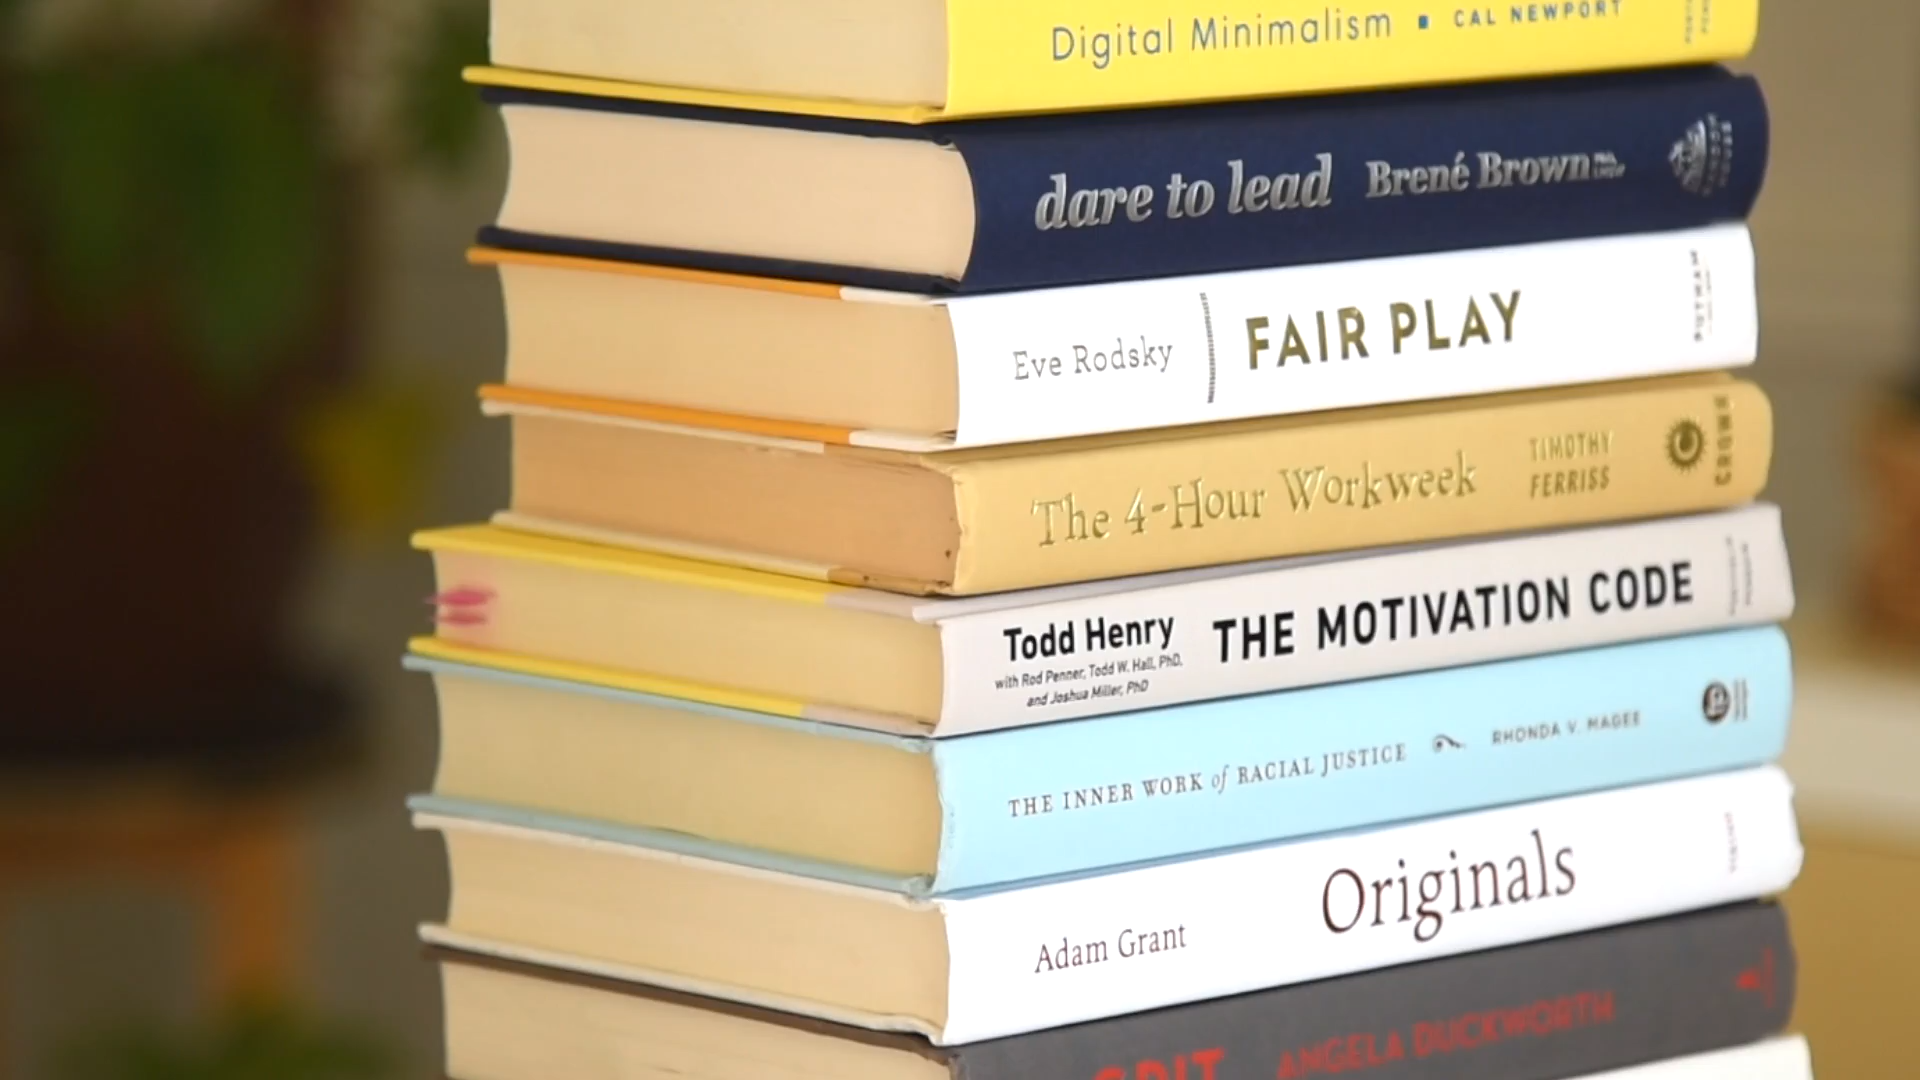 Digital Minimalism ▪ CAL NEWPORT
dare to lead Brené Brown
Eve Rodsky FAIR PLAY
PUTNAM
The 4-Hour Workweek TIMOTHY FERRISS
CROWN
Todd Henry THE MOTIVATION CODE
with Rod Penner, Todd W. Hall, PhD,
and Joshua Miller, PhD
THE INNER WORK of RACIAL JUSTICE RHONDA V. MAGEE
Adam Grant Originals
GRIT ANGELA DUCKWORTH